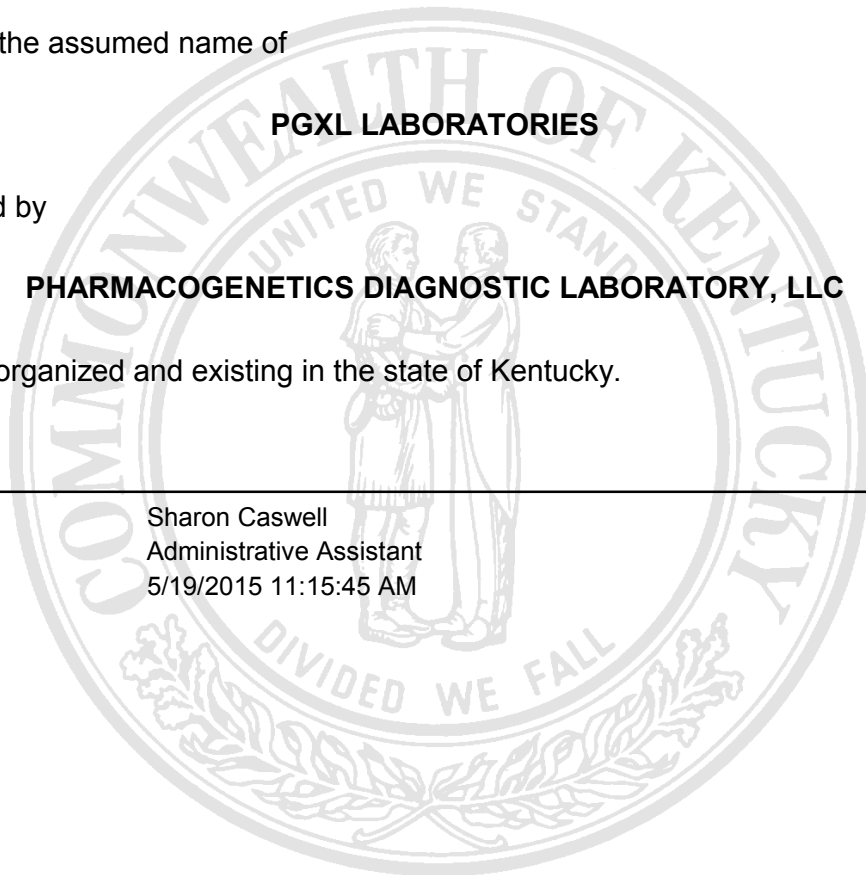 the assumed name of
PGXL LABORATORIES
d by
PHARMACOGENETICS DIAGNOSTIC LABORATORY, LLC
organized and existing in the state of Kentucky.
Sharon Caswell
Administrative Assistant
5/19/2015 11:15:45 AM
COMMONWEALTH OF KENTUCKY
UNITED WE STAND
DIVIDED WE FALL